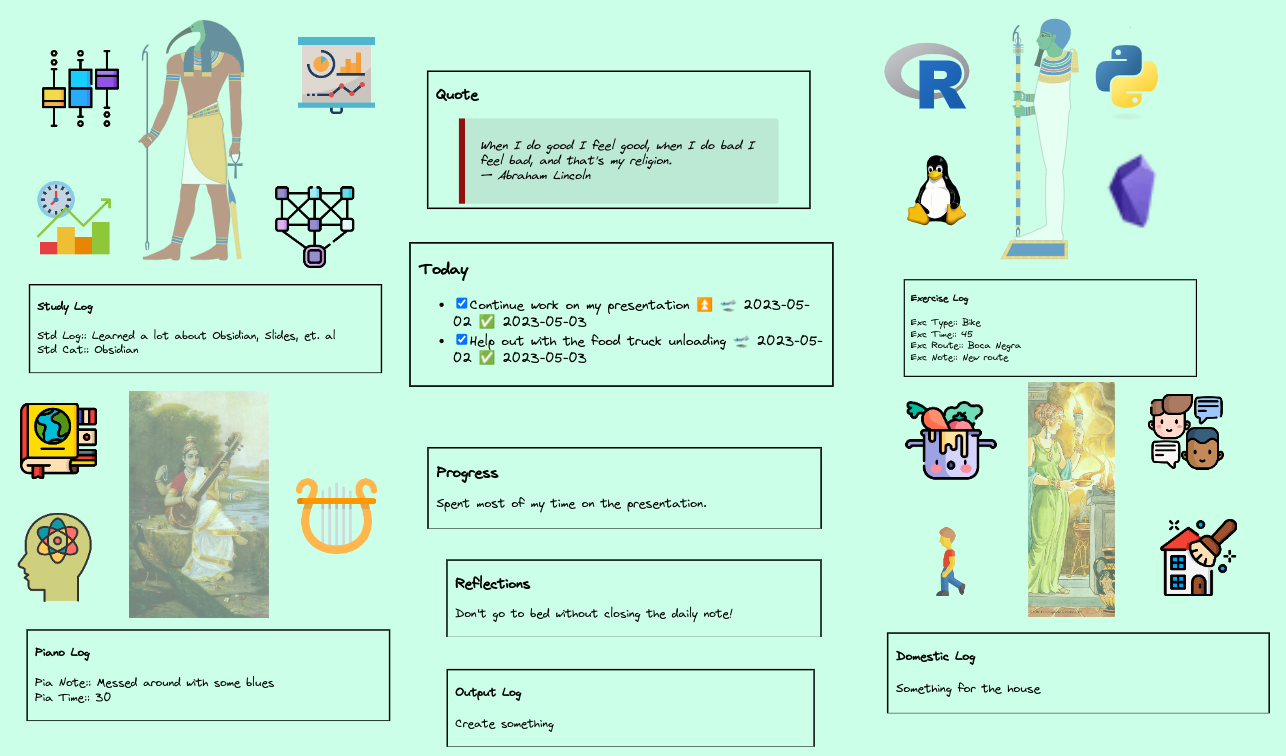 Quote
When I do good I feel good, when I do bad I
feel bad, and that's my religion.
— Abraham Lincoln
Today
Continue work on my presentation ⏫ 🛫 2023-05-
02 ✅ 2023-05-03
Help out with the food truck unloading 🛫 2023-05-
02 ✅ 2023-05-03
Study Log
Std Log:: Learned a lot about Obsidian, Slides, et. al
Std Cat:: Obsidian
R
Exercise Log
Exc Type:: Bike
Exc Time:: 45
Exc Route:: Boca Negra
Exc Note:: New route
Progress
Spent most of my time on the presentation.
Reflections
Don't go to bed without closing the daily note!
Piano Log
Pia Note:: Messed around with some blues
Pia Time:: 30
Output Log
Create something
Domestic Log
Something for the house